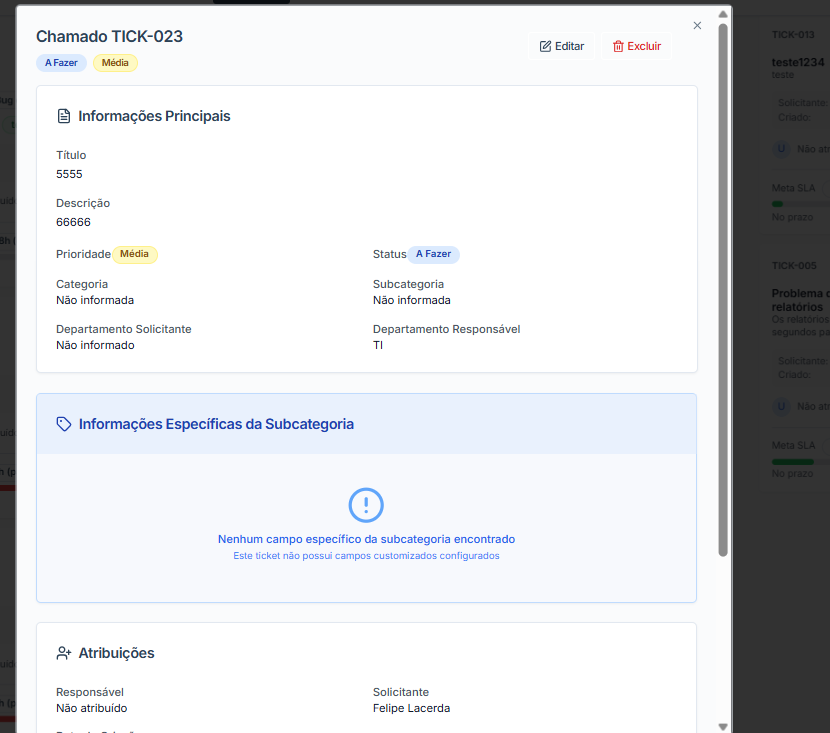 Chamado TICK-023
Editar
Excluir
A Fazer
Média
Informações Principais
Título
5555
Descrição
66666
Prioridade Média
Status A Fazer
Categoria
Não informada
Subcategoria
Não informada
Departamento Solicitante
Não informado
Departamento Responsável
TI
Informações Específicas da Subcategoria
Nenhum campo específico da subcategoria encontrado
Este ticket não possui campos customizados configurados
Atribuições
Responsável
Não atribuído
Solicitante
Felipe Lacerda
TICK-013
teste1234
teste
Solicitante:
Criado:
U Não
Meta SLA
No prazo
TICK-005
Problema
relatórios
Os relatórios
segundos
Solicitante:
Criado:
U Não
Meta SLA
No prazo